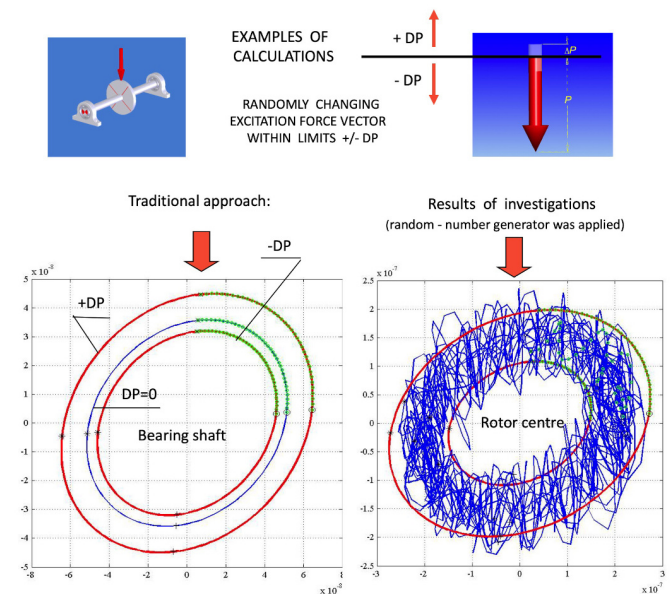 EXAMPLES OF
CALCULATIONS
+ DP
- DP
ΔP
P
RANDOMLY CHANGING
EXCITATION FORCE VECTOR
WITHIN LIMITS +/- DP
Traditional approach:
Results of investigations
(random - number generator was applied)
-DP
x 10⁻⁸
5
4
3
2
1
0
-1
-2
-3
-4
-5
+DP
DP=0
Bearing shaft
-8
-6
-4
-2
0
2
4
6
8
x 10⁻⁸
x 10⁻⁷
2.5
2
1.5
1
0.5
0
-0.5
-1
-1.5
-2
-2.5
Rotor centre
-3
-2
-1
0
1
2
3
x 10⁻⁷